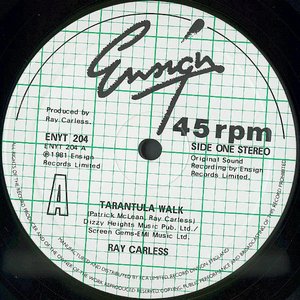 Ensign
45 rpm
SIDE ONE STEREO
Produced by
Ray Carless.
ENYT 204
ENYT 204 A
℗1981 Ensign
Records Limited.
Original Sound
Recording by Ensign
Records Limited.
A
TARANTULA WALK
(Patrick McLean, Ray Carless)
Dizzy Heights Music Pub. Ltd./
Screen Gems-EMI Music Ltd.
RAY CARLESS